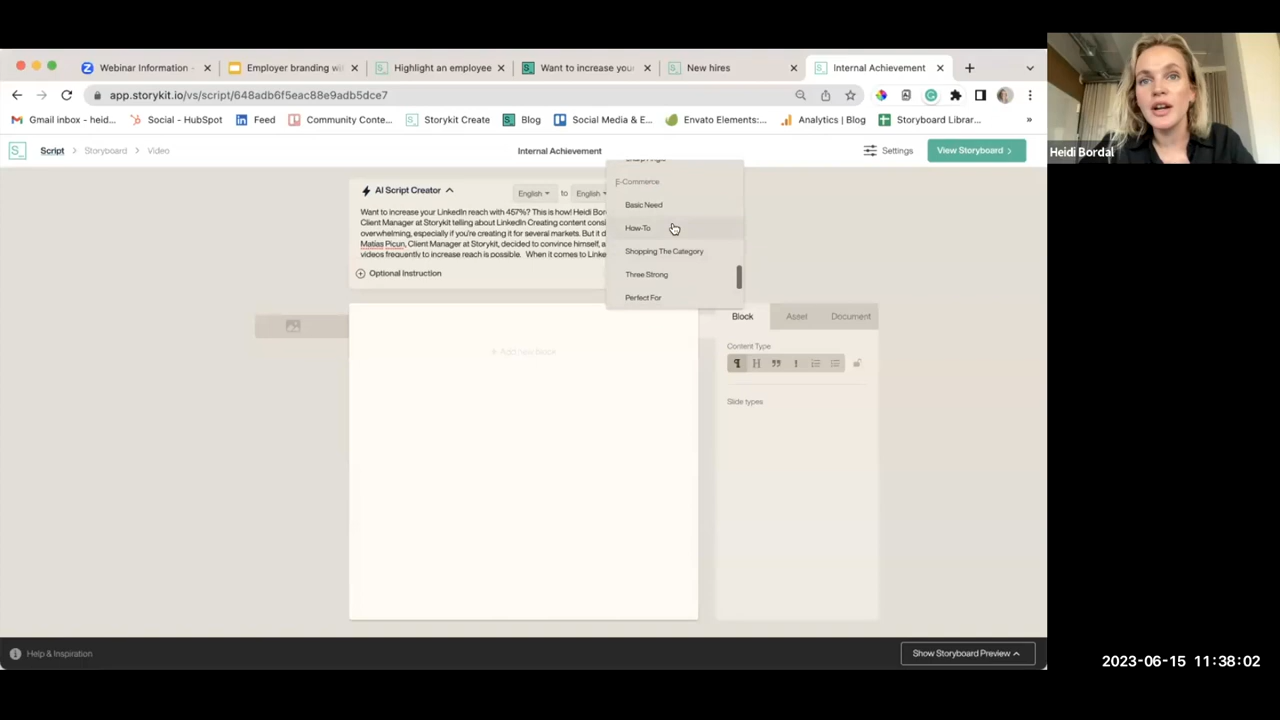 Webinar Information -
Employer branding wi
Highlight an employee
Want to increase you
New hires
Internal Achievement
app.storykit.io/vs/script/648adb6f5eac88e9adb5dce7
Gmail inbox - heid...
Social - HubSpot
Feed
Community Conte...
Storykit Create
Blog
Social Media & E...
Envato Elements:...
Analytics | Blog
Storyboard Librar...
»
S_
Script > Storyboard > Video
Internal Achievement
Settings
View Storyboard >
Heidi Bordal
AI Script Creator
English to English
Want to increase your LinkedIn reach with 457%? This is how! Heidi Bor
Client Manager at Storykit telling about LinkedIn Creating content consi
overwhelming, especially if you're creating it for several markets. But it d
Matias Picun, Client Manager at Storykit, decided to convince himself, a
videos frequently to increase reach is possible. When it comes to Linke
Optional Instruction
E-Commerce
Basic Need
How-To
Shopping The Category
Three Strong
Perfect For
+ Add new block
Block
Asset
Document
Content Type
Slide types
Help & Inspiration
Show Storyboard Preview
2023-06-15 11:38:02